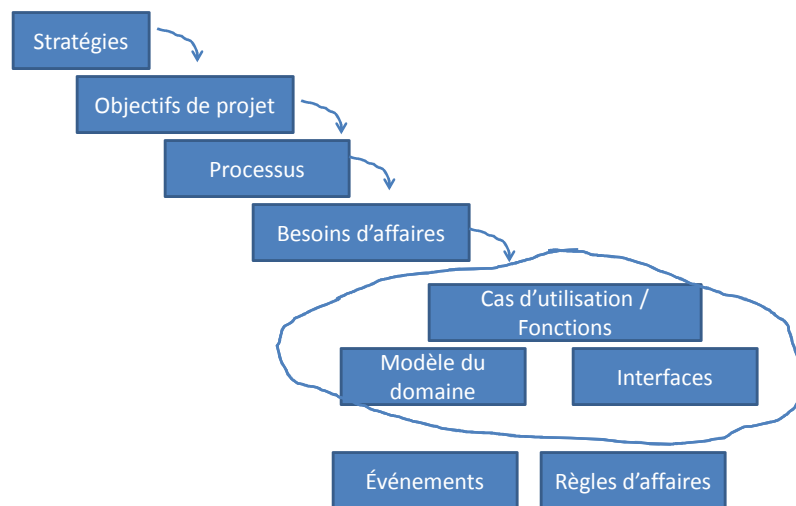 Stratégies
Objectifs de projet
Processus
Besoins d'affaires
Cas d'utilisation /
Fonctions
Modèle du
domaine
Interfaces
Événements
Règles d'affaires